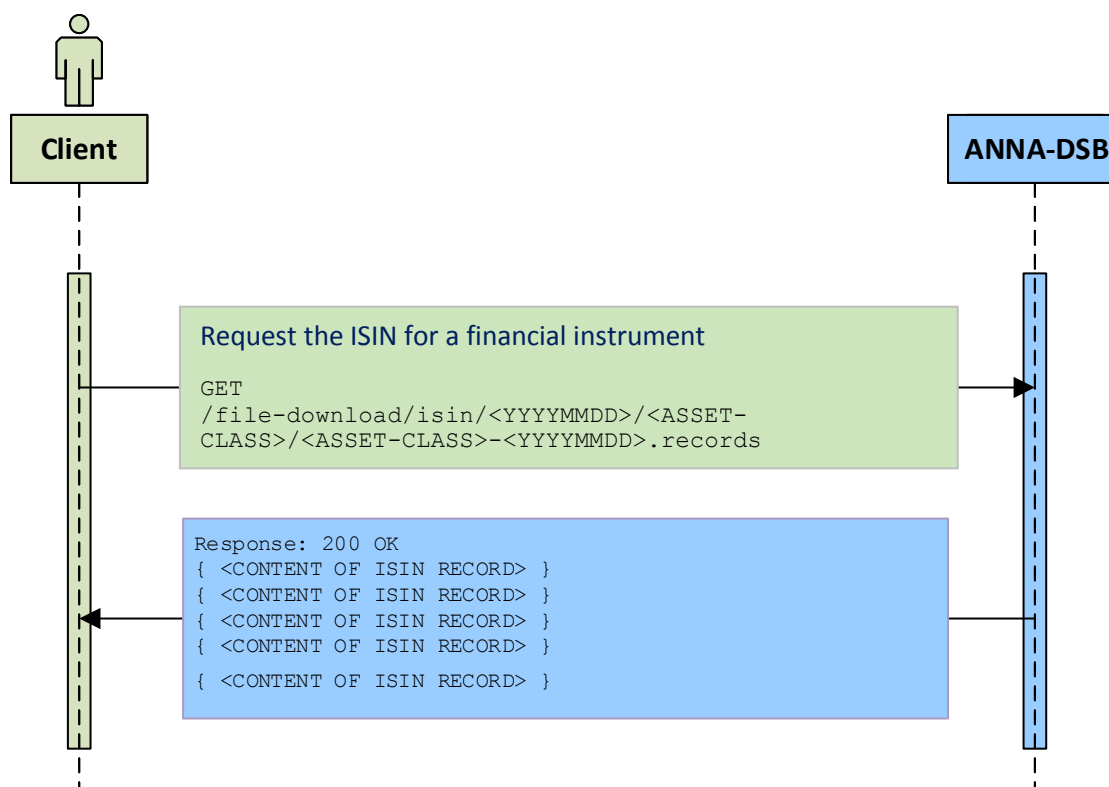 Client
ANNA-DSB
Request the ISIN for a financial instrument
GET
/file-download/isin/<YYYYMMDD>/<ASSET-
CLASS>/<ASSET-CLASS>-<YYYYMMDD>.records
Response: 200 OK
{ <CONTENT OF ISIN RECORD> }
{ <CONTENT OF ISIN RECORD> }
{ <CONTENT OF ISIN RECORD> }
{ <CONTENT OF ISIN RECORD> }
{ <CONTENT OF ISIN RECORD> }